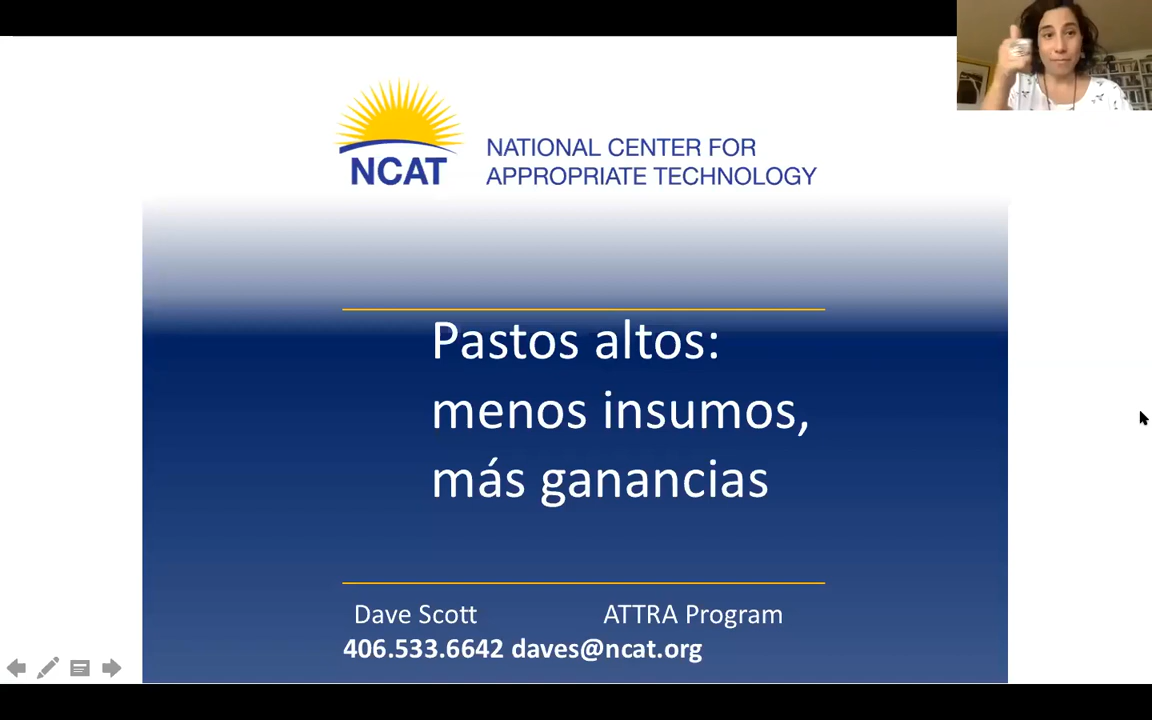 NCAT
NATIONAL CENTER FOR
APPROPRIATE TECHNOLOGY
Pastos altos:
menos insumos,
más ganancias
Dave Scott ATTRA Program
406.533.6642 daves@ncat.org